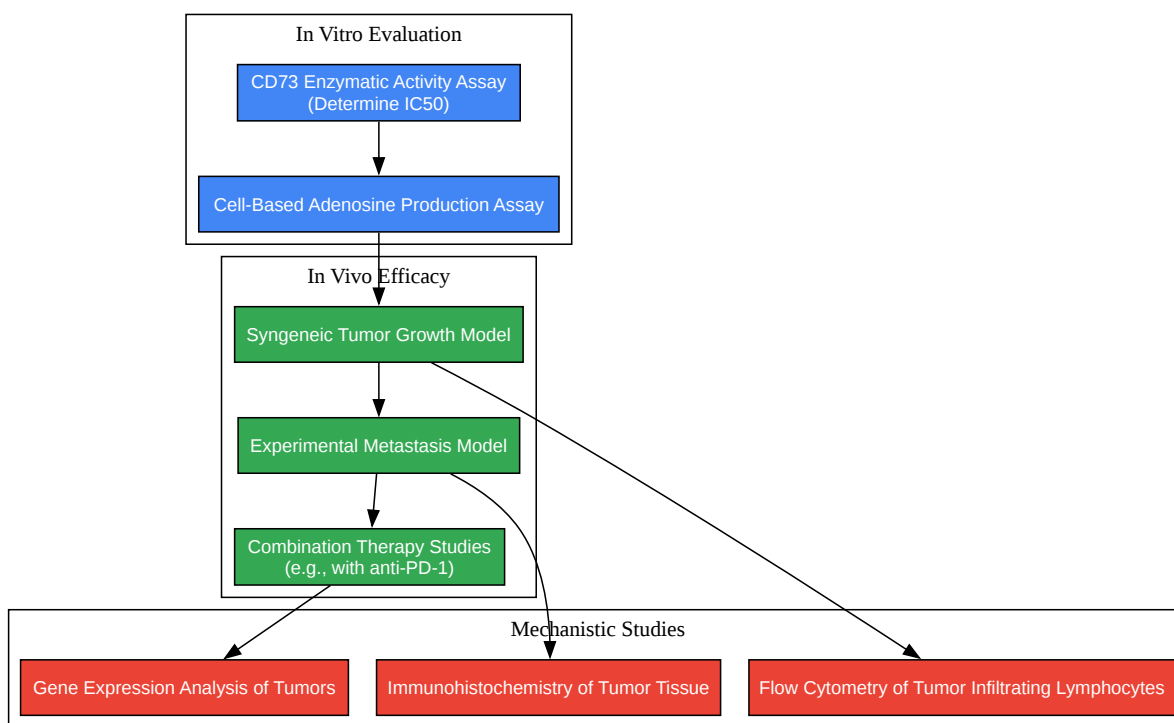 In Vitro Evaluation
CD73 Enzymatic Activity Assay
(Determine IC50)
Cell-Based Adenosine Production Assay
In Vivo Efficacy
Syngeneic Tumor Growth Model
Experimental Metastasis Model
Combination Therapy Studies
(e.g., with anti-PD-1)
Mechanistic Studies
Gene Expression Analysis of Tumors
Immunohistochemistry of Tumor Tissue
Flow Cytometry of Tumor Infiltrating Lymphocytes